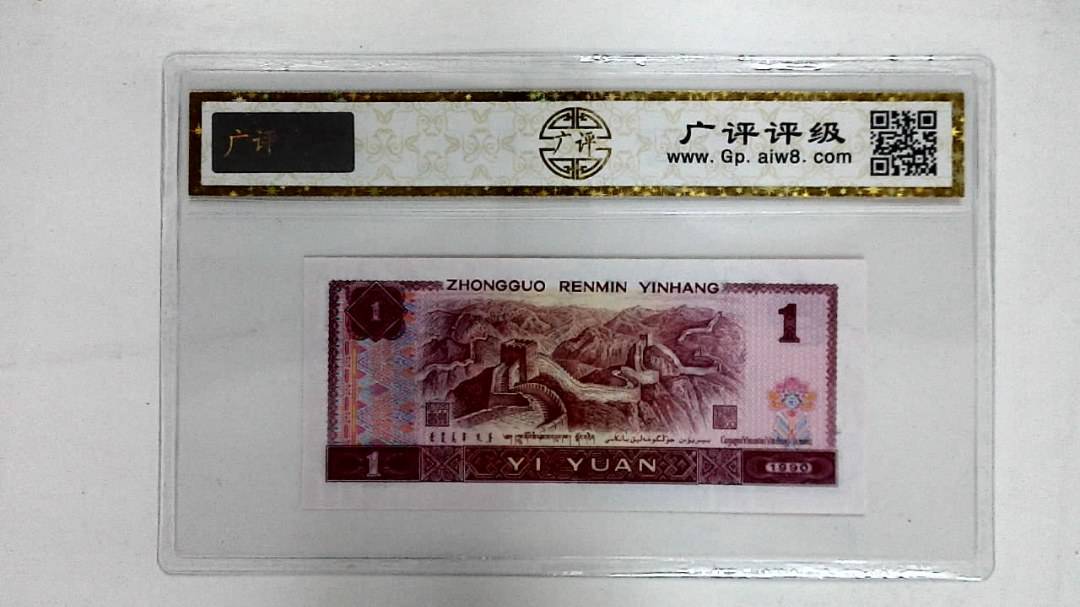 广评
广评
广评评级
www. Gp. aiw8. com
ZHONGGUO RENMIN YINHANG
1
1
1
YI YUAN
1990